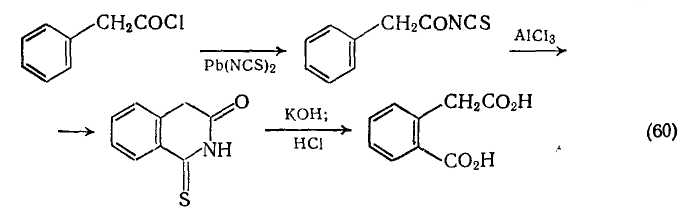 CH₂COCl
Pb(NCS)₂
CH₂CONCS
AlCl₃
O
NH
S
KOH;
HCl
CH₂CO₂H
CO₂H
(60)